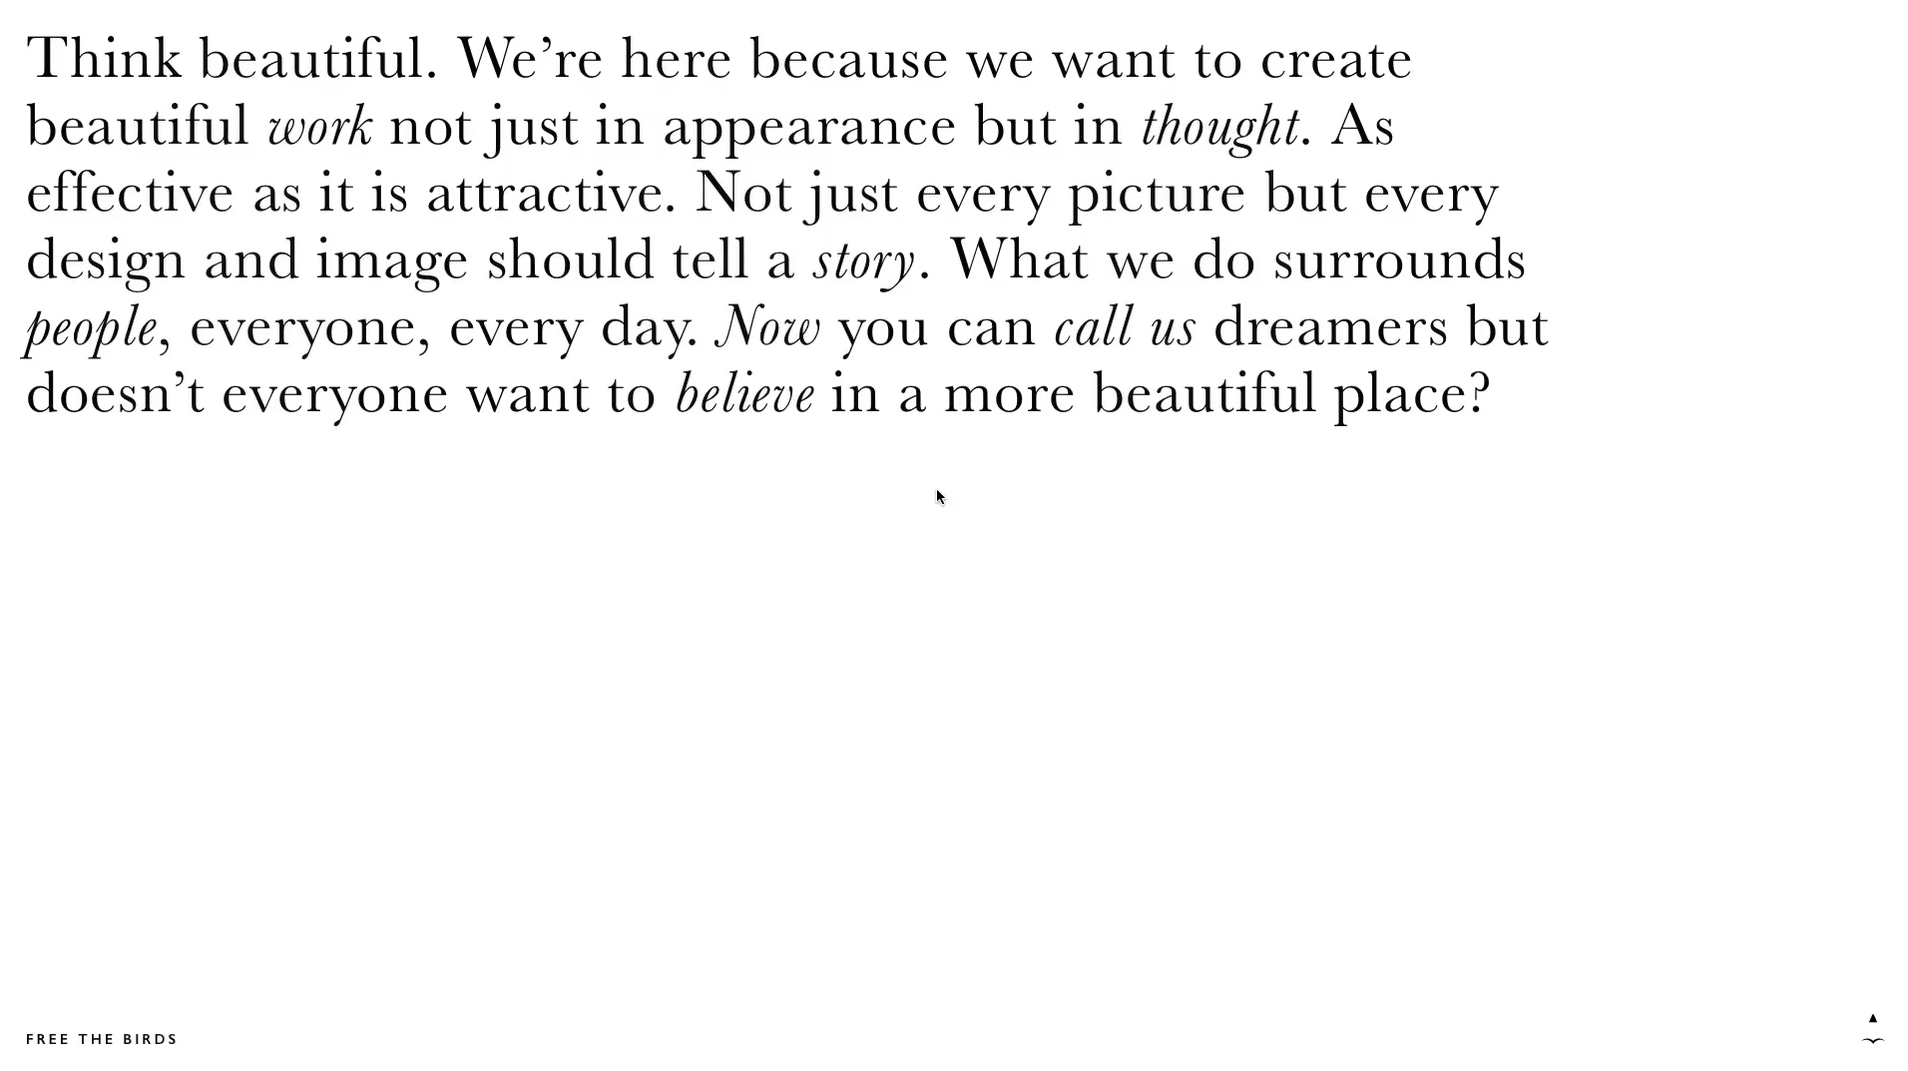 Think beautiful. We’re here because we want to create
beautiful work not just in appearance but in thought. As
effective as it is attractive. Not just every picture but every
design and image should tell a story. What we do surrounds
people, everyone, every day. Now you can call us dreamers but
doesn’t everyone want to believe in a more beautiful place?
FREE THE BIRDS